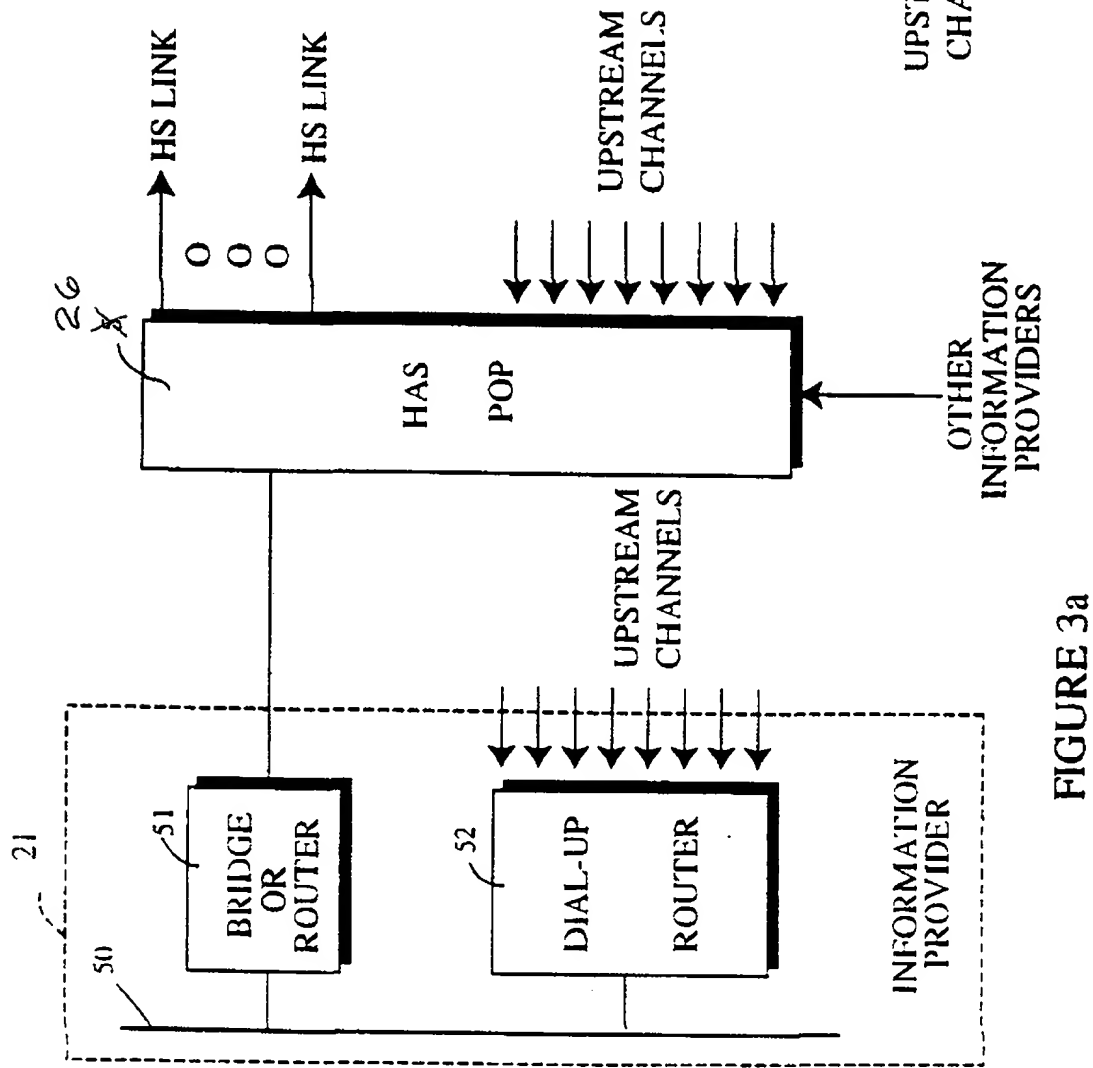 21
50
51
BRIDGE
OR
ROUTER
52
DIAL-UP
ROUTER
INFORMATION
PROVIDER
UPSTREAM
CHANNELS
26
HAS
POP
HS LINK
O
O
O
HS LINK
UPSTREAM
CHANNELS
OTHER
INFORMATION
PROVIDERS
FIGURE 3a